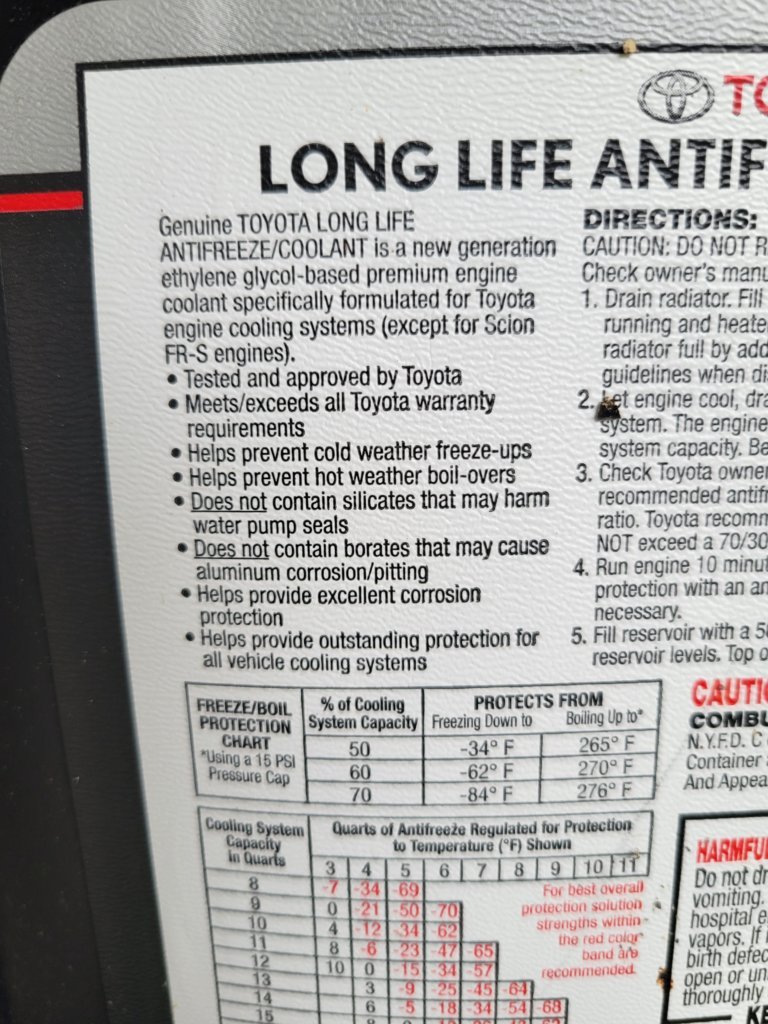 TO
LONG LIFE ANTIF
Genuine TOYOTA LONG LIFE
ANTIFREEZE/COOLANT is a new generation
ethylene glycol-based premium engine
coolant specifically formulated for Toyota
engine cooling systems (except for Scion
FR-S engines).
• Tested and approved by Toyota
• Meets/exceeds all Toyota warranty
requirements
• Helps prevent cold weather freeze-ups
• Helps prevent hot weather boil-overs
• Does not contain silicates that may harm
water pump seals
• Does not contain borates that may cause
aluminum corrosion/pitting
• Helps provide excellent corrosion
protection
• Helps provide outstanding protection for
all vehicle cooling systems
DIRECTIONS:
CAUTION: DO NOT R
Check owner's manu
1. Drain radiator. Fill
running and heate
radiator full by add
guidelines when di
2. Let engine cool, dra
system. The engine
system capacity. Be
3. Check Toyota owner
recommended antifr
ratio. Toyota recomm
NOT exceed a 70/30
4. Run engine 10 minut
protection with an an
necessary.
5. Fill reservoir with a 50
reservoir levels. Top o
FREEZE/BOIL
PROTECTION
CHART
*Using a 15 PSI
Pressure Cap
% of Cooling
System Capacity
PROTECTS FROM
Freezing Down to Boiling Up to*
50 -34° F 265° F
60 -62° F 270° F
70 -84° F 276° F
CAUTIO
COMBU
N.Y.F.D. C
Container
And Appea
Cooling System
Capacity
in Quarts
Quarts of Antifreeze Regulated for Protection
to Temperature (°F) Shown
3 4 5 6 7 8 9 10 11
8 -7 -34 -69
9 0 -21 -50 -70
10 4 -12 -34 -62
11 8 -6 -23 -47 -65
12 10 0 -15 -34 -57
13 3 -9 -25 -45 -64
14 6 -5 -18 -34 -54 -68
15
For best overall
protection solution
strengths within
the red color
band are
recommended.
HARMFUL
Do not dr
vomiting.
hospital e
vapors. If
birth defec
open or un
thoroughly
KE